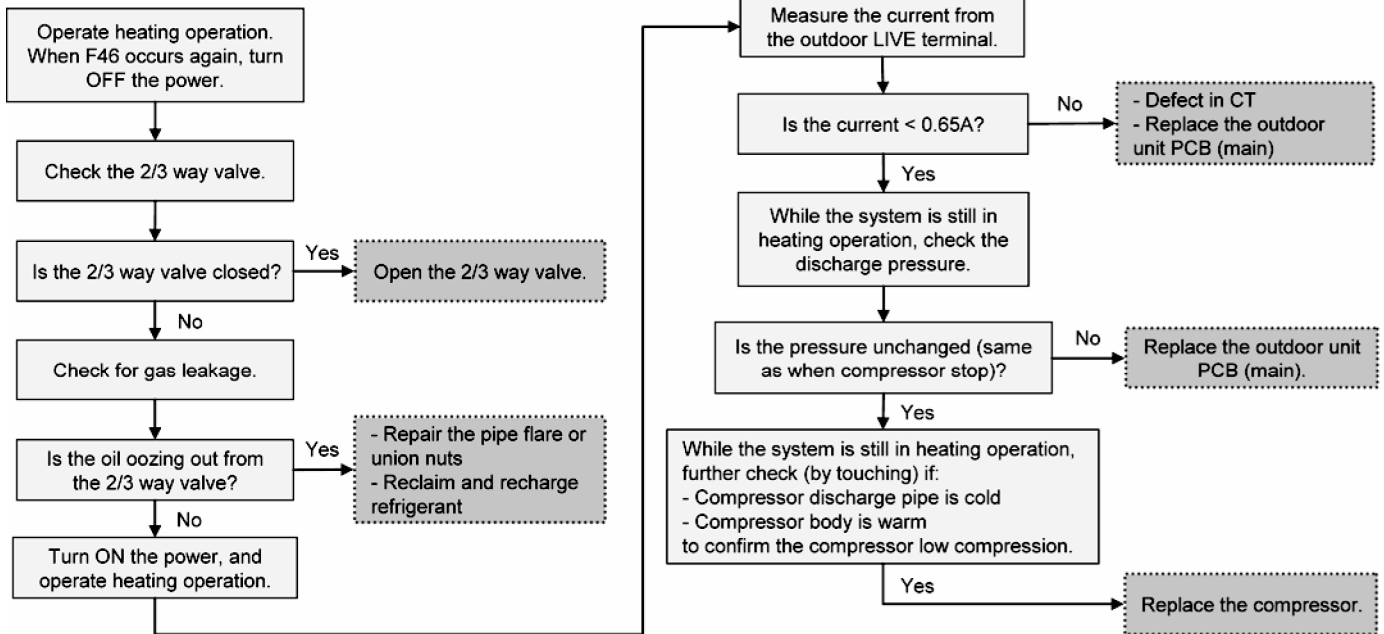 Operate heating operation.
When F46 occurs again, turn
OFF the power.
Check the 2/3 way valve.
Is the 2/3 way valve closed?
Yes
Open the 2/3 way valve.
No
Check for gas leakage.
Is the oil oozing out from
the 2/3 way valve?
Yes
- Repair the pipe flare or
union nuts
- Reclaim and recharge
refrigerant
No
Turn ON the power, and
operate heating operation.
Measure the current from
the outdoor LIVE terminal.
Is the current < 0.65A?
No
- Defect in CT
- Replace the outdoor
unit PCB (main)
Yes
While the system is still in
heating operation, check the
discharge pressure.
Is the pressure unchanged (same
as when compressor stop)?
No
Replace the outdoor unit
PCB (main).
Yes
While the system is still in heating operation,
further check (by touching) if:
- Compressor discharge pipe is cold
- Compressor body is warm
to confirm the compressor low compression.
Yes
Replace the compressor.